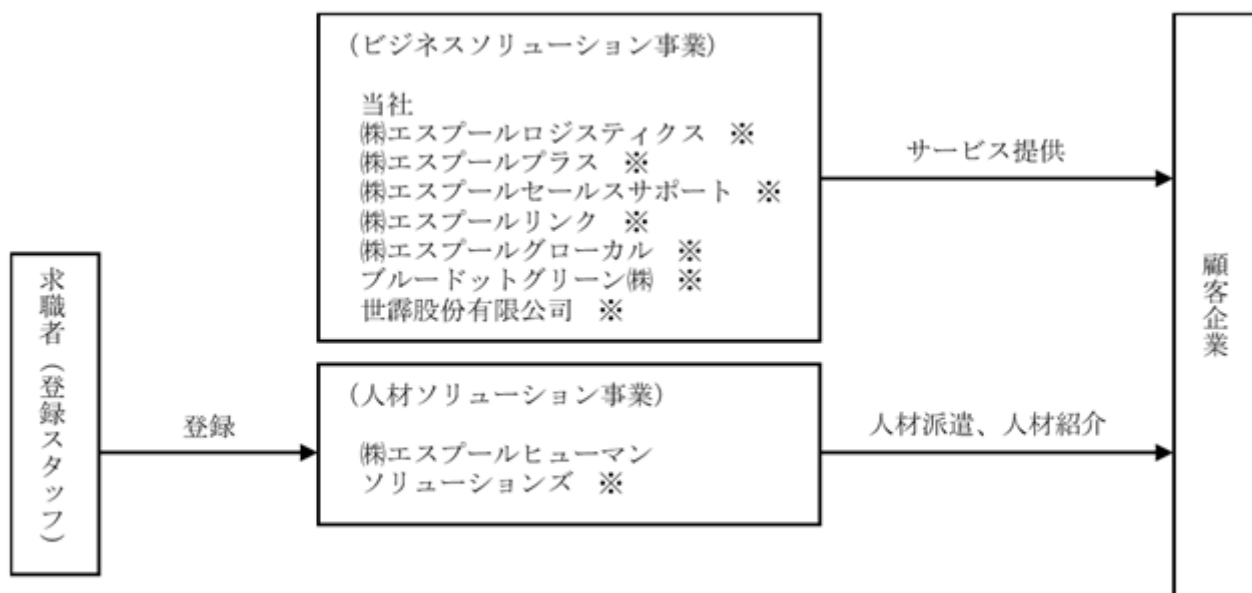 (ビジネスソリューション事業)
当社
㈱エスプールロジスティクス ※
㈱エスプールプラス ※
㈱エスプールセールスサポート ※
㈱エスプールリンク ※
㈱エスプールグローカル ※
ブルードットグリーン㈱ ※
世霹股份有限公司 ※
サービス提供
求職者(登録スタッフ)
登録
(人材ソリューション事業)
㈱エスプールヒューマン
ソリューションズ ※
人材派遣、人材紹介
顧客企業